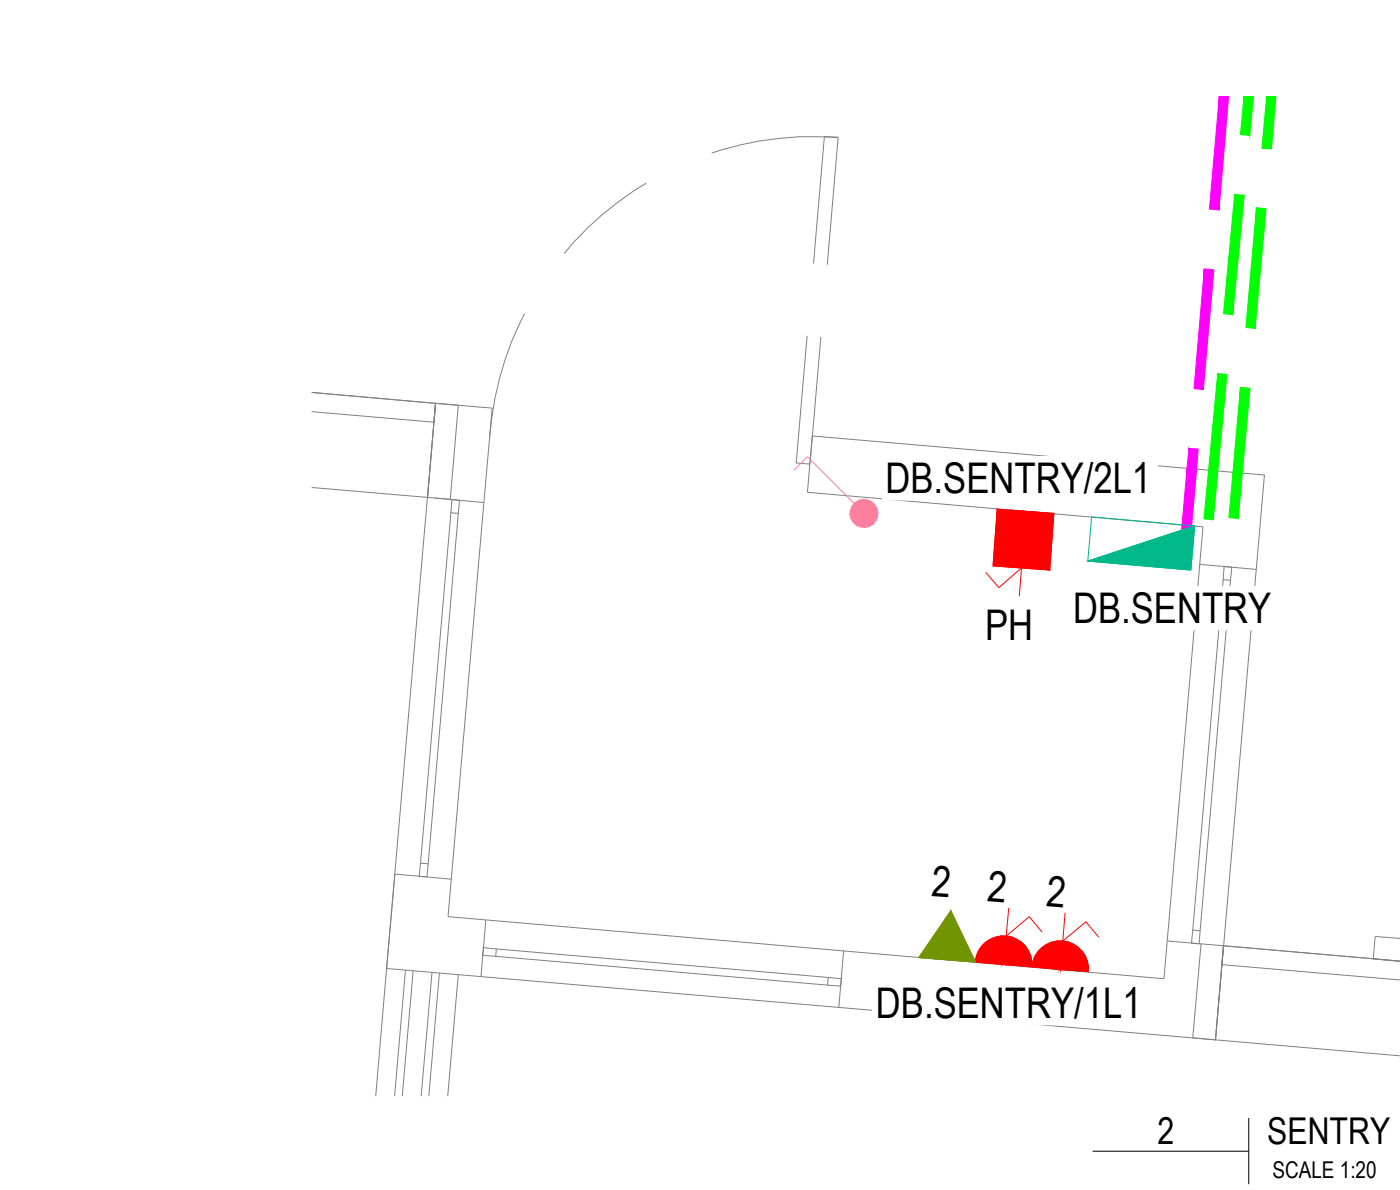 DB.SENTRY/2L1
DB.SENTRY
PH
2 2 2
DB.SENTRY/1L1
2 SENTRY
SCALE 1:20